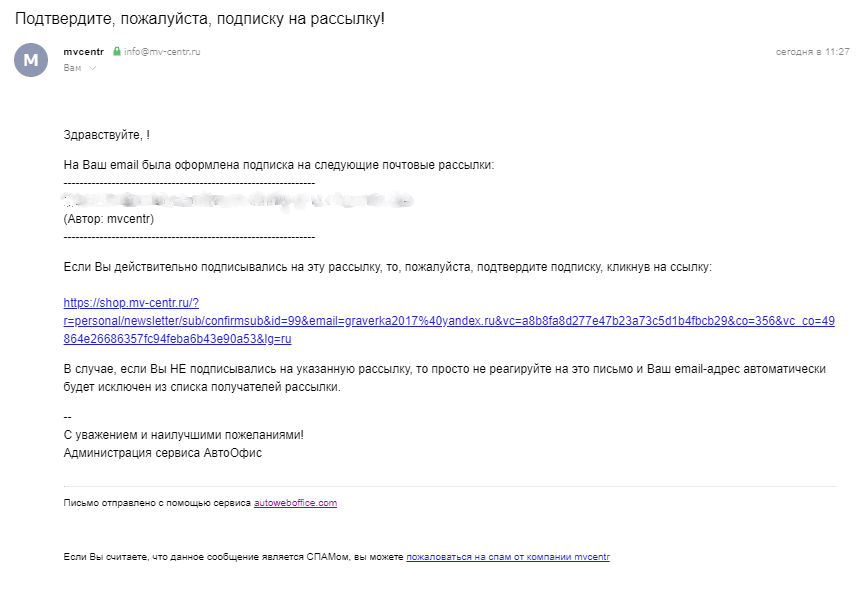 Подтвердите, пожалуйста, подписку на рассылку!
M
mvcentr info@mv-centr.ru
сегодня в 11:27
Вам
Здравствуйте, !
На Ваш email была оформлена подписка на следующие почтовые рассылки:
---------------------------------------------------------------
(Автор: mvcentr)
---------------------------------------------------------------
Если Вы действительно подписывались на эту рассылку, то, пожалуйста, подтвердите подписку, кликнув на ссылку:
https://shop.mv-centr.ru/?
r=personal/newsletter/sub/confirmsub&id=99&email=graverka2017%40yandex.ru&vc=a8b8fa8d277e47b23a73c5d1b4fbcb29&co=356&vc_co=49
864e26686357fc94feba6b43e90a53&lg=ru
В случае, если Вы НЕ подписывались на указанную рассылку, то просто не реагируйте на это письмо и Ваш email-адрес автоматически
будет исключен из списка получателей рассылки.
--
С уважением и наилучшими пожеланиями!
Администрация сервиса АвтоОфис
Письмо отправлено с помощью сервиса autoweboffice.com
Если Вы считаете, что данное сообщение является СПАМом, вы можете пожаловаться на спам от компании mvcentr